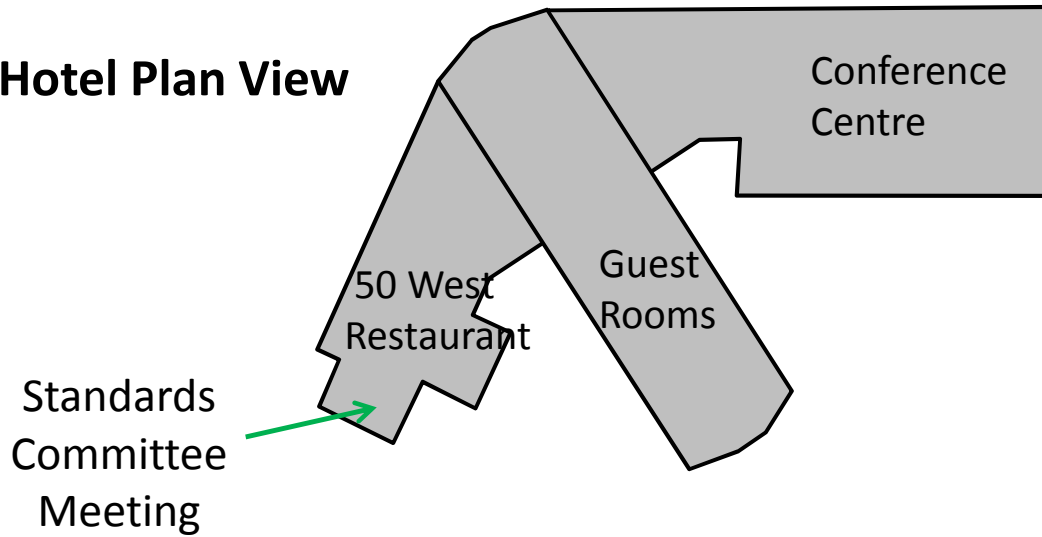 Hotel Plan View
Conference
Centre
Guest
Rooms
50 West
Restaurant
Standards
Committee
Meeting